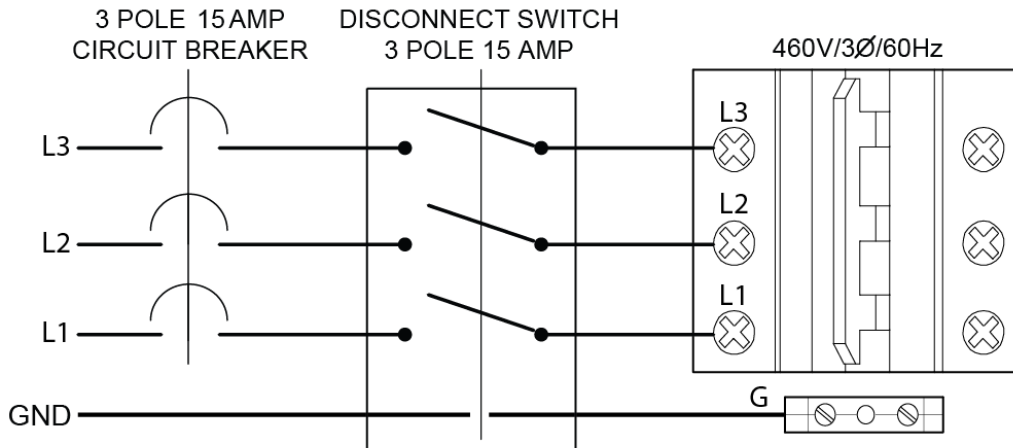 3 POLE 15 AMP
CIRCUIT BREAKER
DISCONNECT SWITCH
3 POLE 15 AMP
460V/3Ø/60Hz
L3
L3
L2
L2
L1
L1
GND
G